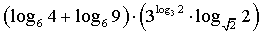 (log₆ 4 + log₆ 9) · (3^{log₃ 2} · log_{√2} 2)